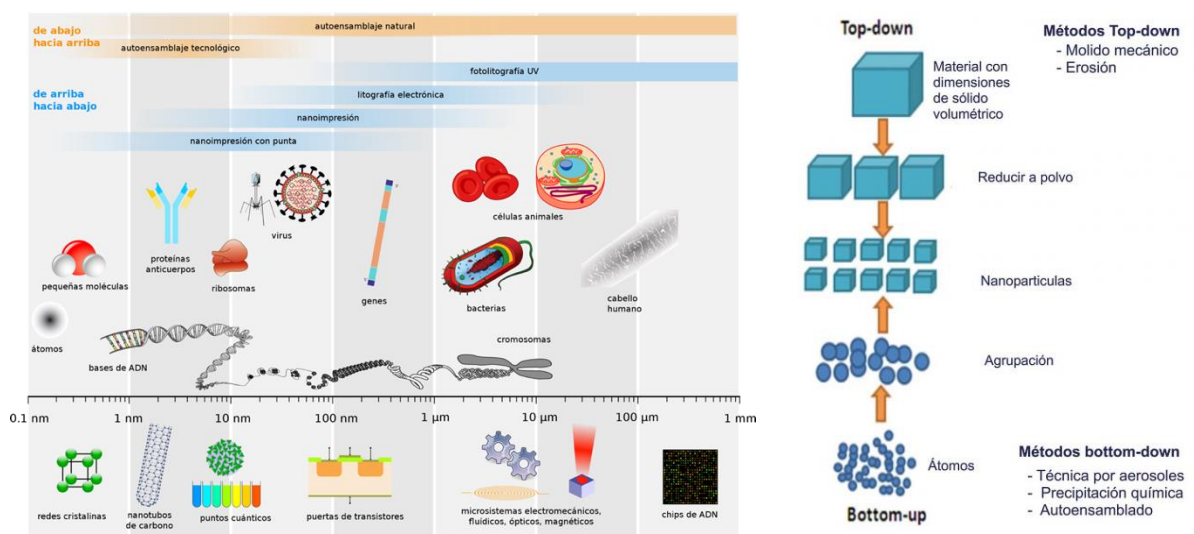 de abajo
hacia arriba
autoensamblaje natural
autoensamblaje tecnológico
fotolitografía UV
de arriba
hacia abajo
litografía electrónica
nanoimpresión
nanoimpresión con punta
virus
células animales
proteínas
anticuerpos
pequeñas moléculas
ribosomas
genes
bacterias
cabello
humano
átomos
bases de ADN
cromosomas
0.1 nm
1 nm
10 nm
100 nm
1 μm
10 μm
100 μm
1 mm
redes cristalinas
nanotubos
de carbono
puntos cuánticos
puertas de transistores
microsistemas electromecánicos,
fluídicos, ópticos, magnéticos
chips de ADN
Top-down
Métodos Top-down
- Molido mecánico
- Erosión
Material con
dimensiones
de sólido
volumétrico
Reducir a polvo
Nanoparticulas
Agrupación
Átomos
Métodos bottom-down
- Técnica por aerosoles
- Precipitación química
- Autoensamblado
Bottom-up